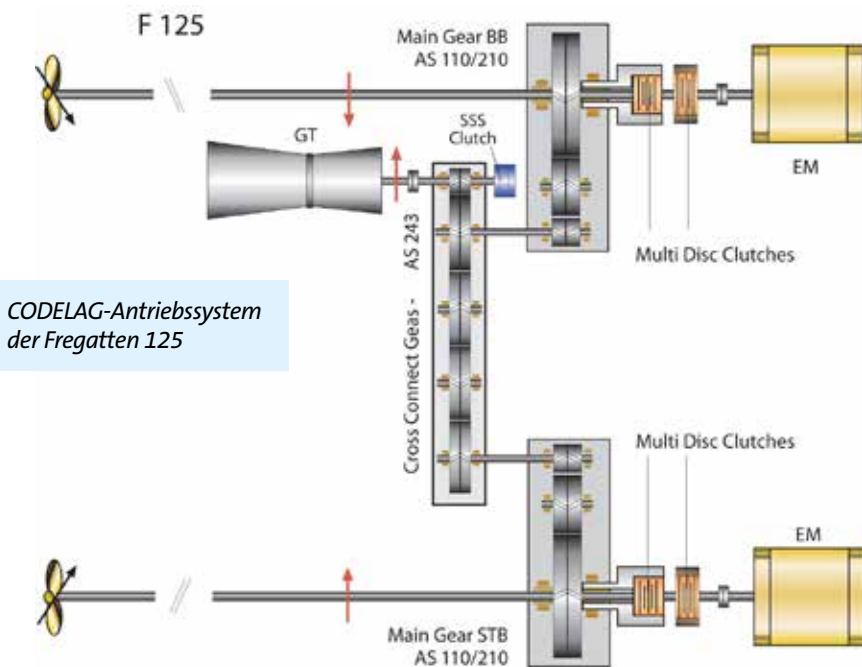 F 125
Main Gear BB
AS 110/210
GT
SSS
Clutch
EM
Cross Connect Geas - AS 243
Multi Disc Clutches
CODELAG-Antriebssystem
der Fregatten 125
Multi Disc Clutches
EM
Main Gear STB
AS 110/210